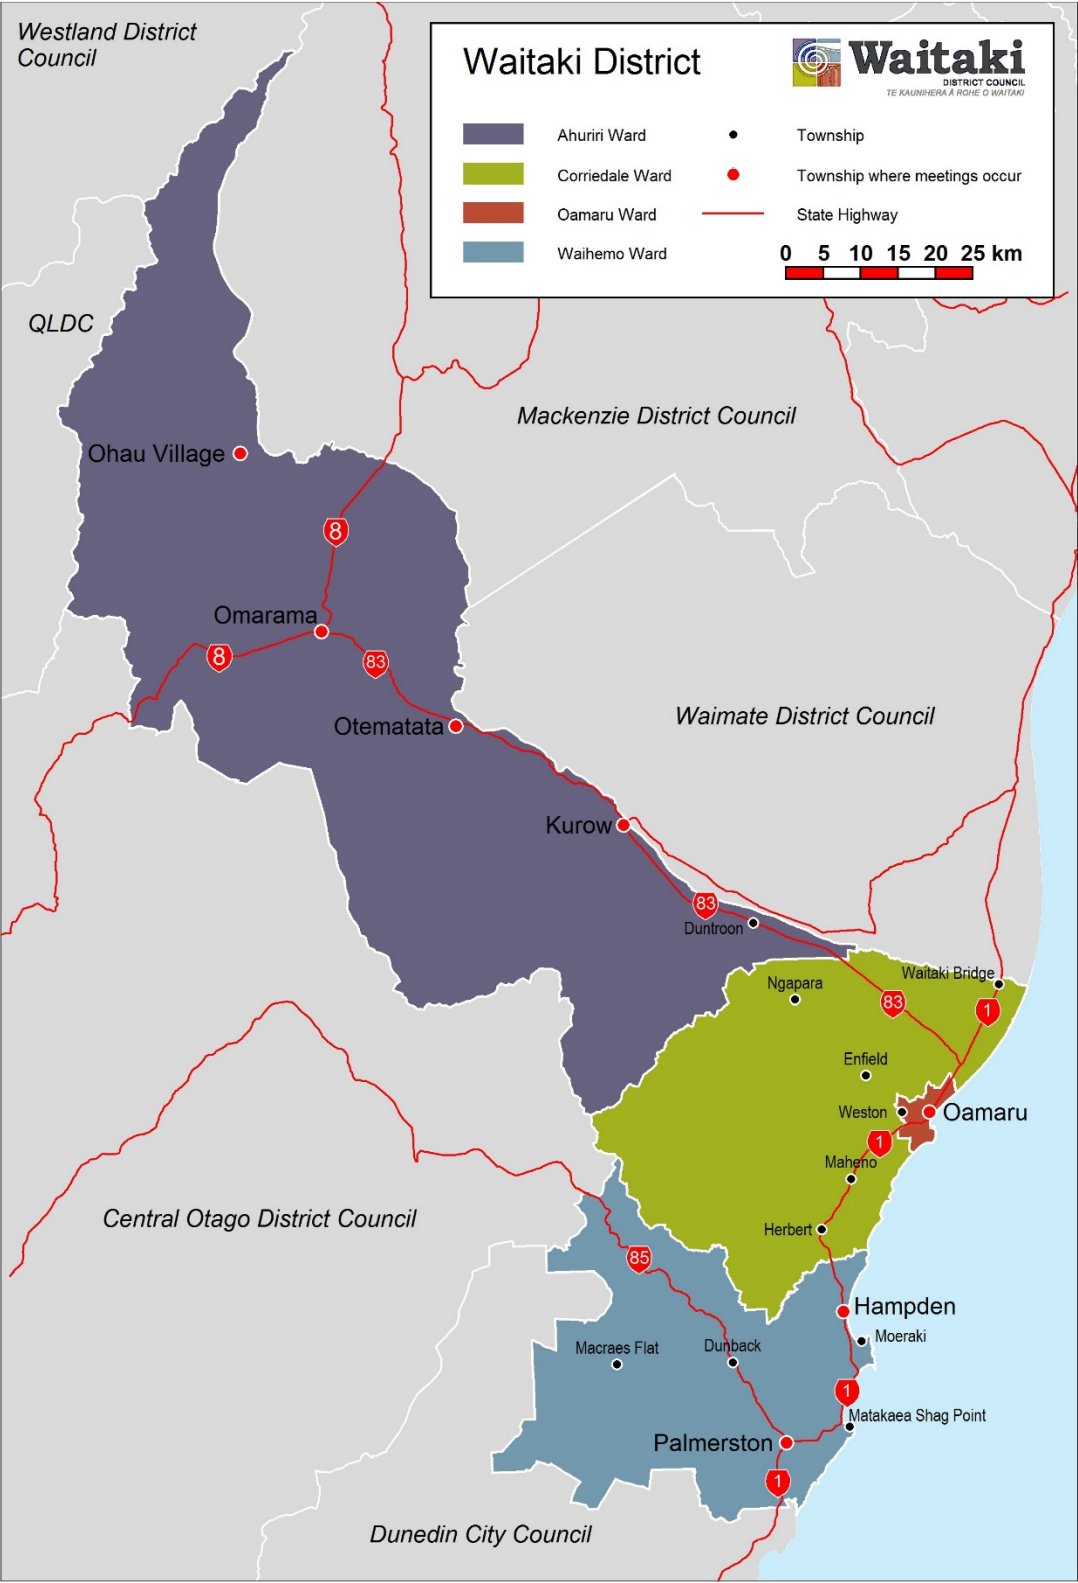 Westland District
Council
Waitaki District
Waitaki
DISTRICT COUNCIL
TE KAUNIHERA Ā ROHE O WAITAKI
Ahuriri Ward
Township
Corriedale Ward
Township where meetings occur
Oamaru Ward
State Highway
Waihemo Ward
0 5 10 15 20 25 km
QLDC
Mackenzie District Council
Ohau Village
8
Omarama
8
83
Otematata
Waimate District Council
Kurow
83
Duntroon
Waitaki Bridge
Ngapara
83
1
Enfield
Weston
Oamaru
1
Maheno
Central Otago District Council
Herbert
85
Hampden
Moeraki
Macraes Flat
Dunback
1
Matakaea Shag Point
Palmerston
1
Dunedin City Council